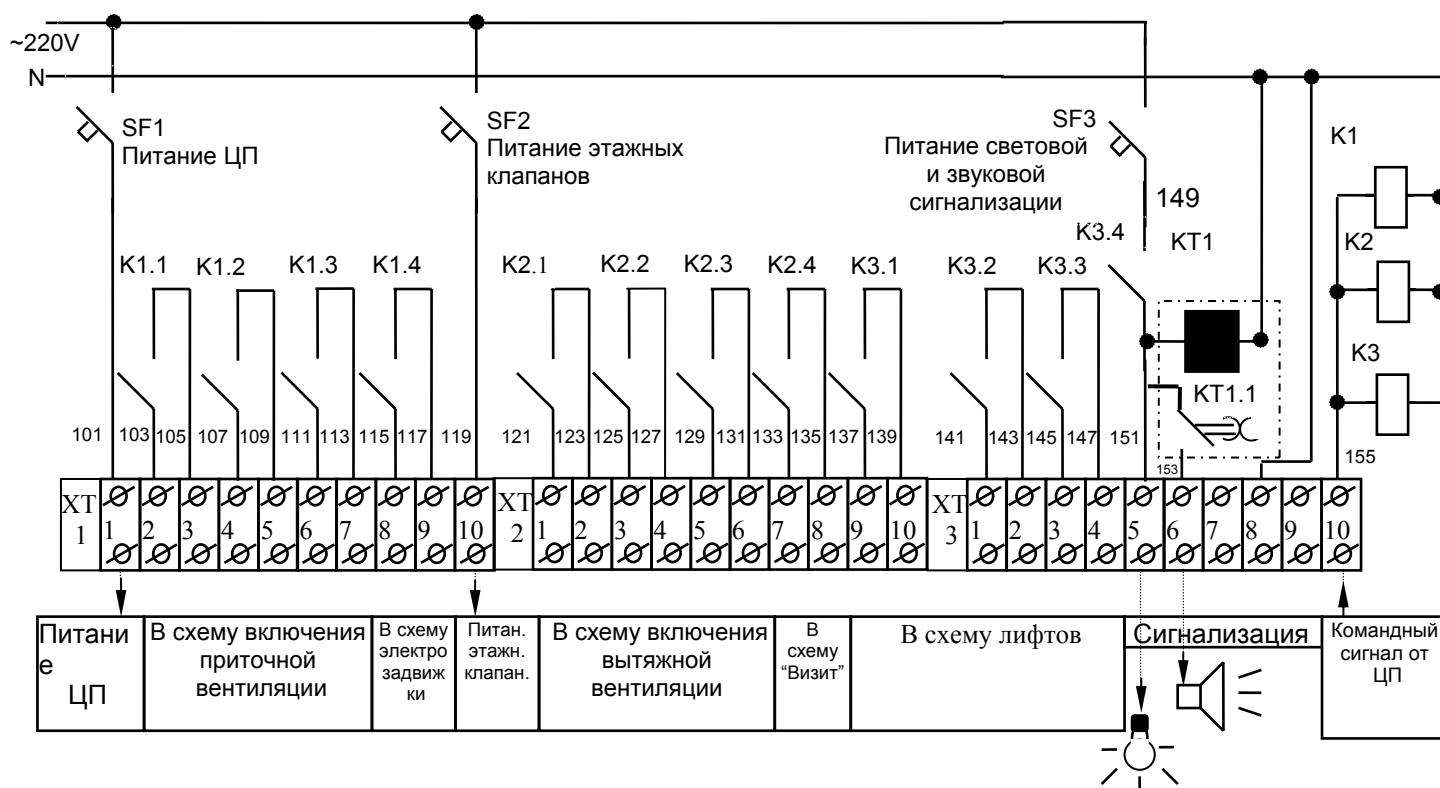 ~220V
N
SF1
Питание ЦП
SF2
Питание этажных
клапанов
SF3
Питание световой
и звуковой
сигнализации
149
K1
K2
K3
K1.1 K1.2 K1.3 K1.4 K2.1 K2.2 K2.3 K2.4 K3.1 K3.2 K3.3 K3.4 KT1
KT1.1
101 103 105 107 109 111 113 115 117 119 121 123 125 127 129 131 133 135 137 139 141 143 145 147 151 153 155
XT
1
1 2 3 4 5 6 7 8 9 10
XT
2
1 2 3 4 5 6 7 8 9 10
XT
3
1 2 3 4 5 6 7 8 9 10
Питани
е
ЦП
В схему включения
приточной
вентиляции
В схему
электро
задвиж
ки
Питан.
этажн.
клапан.
В схему включения
вытяжной
вентиляции
В
схему
“Визит”
В схему лифтов
Сигнализация
Командный
сигнал от
ЦП